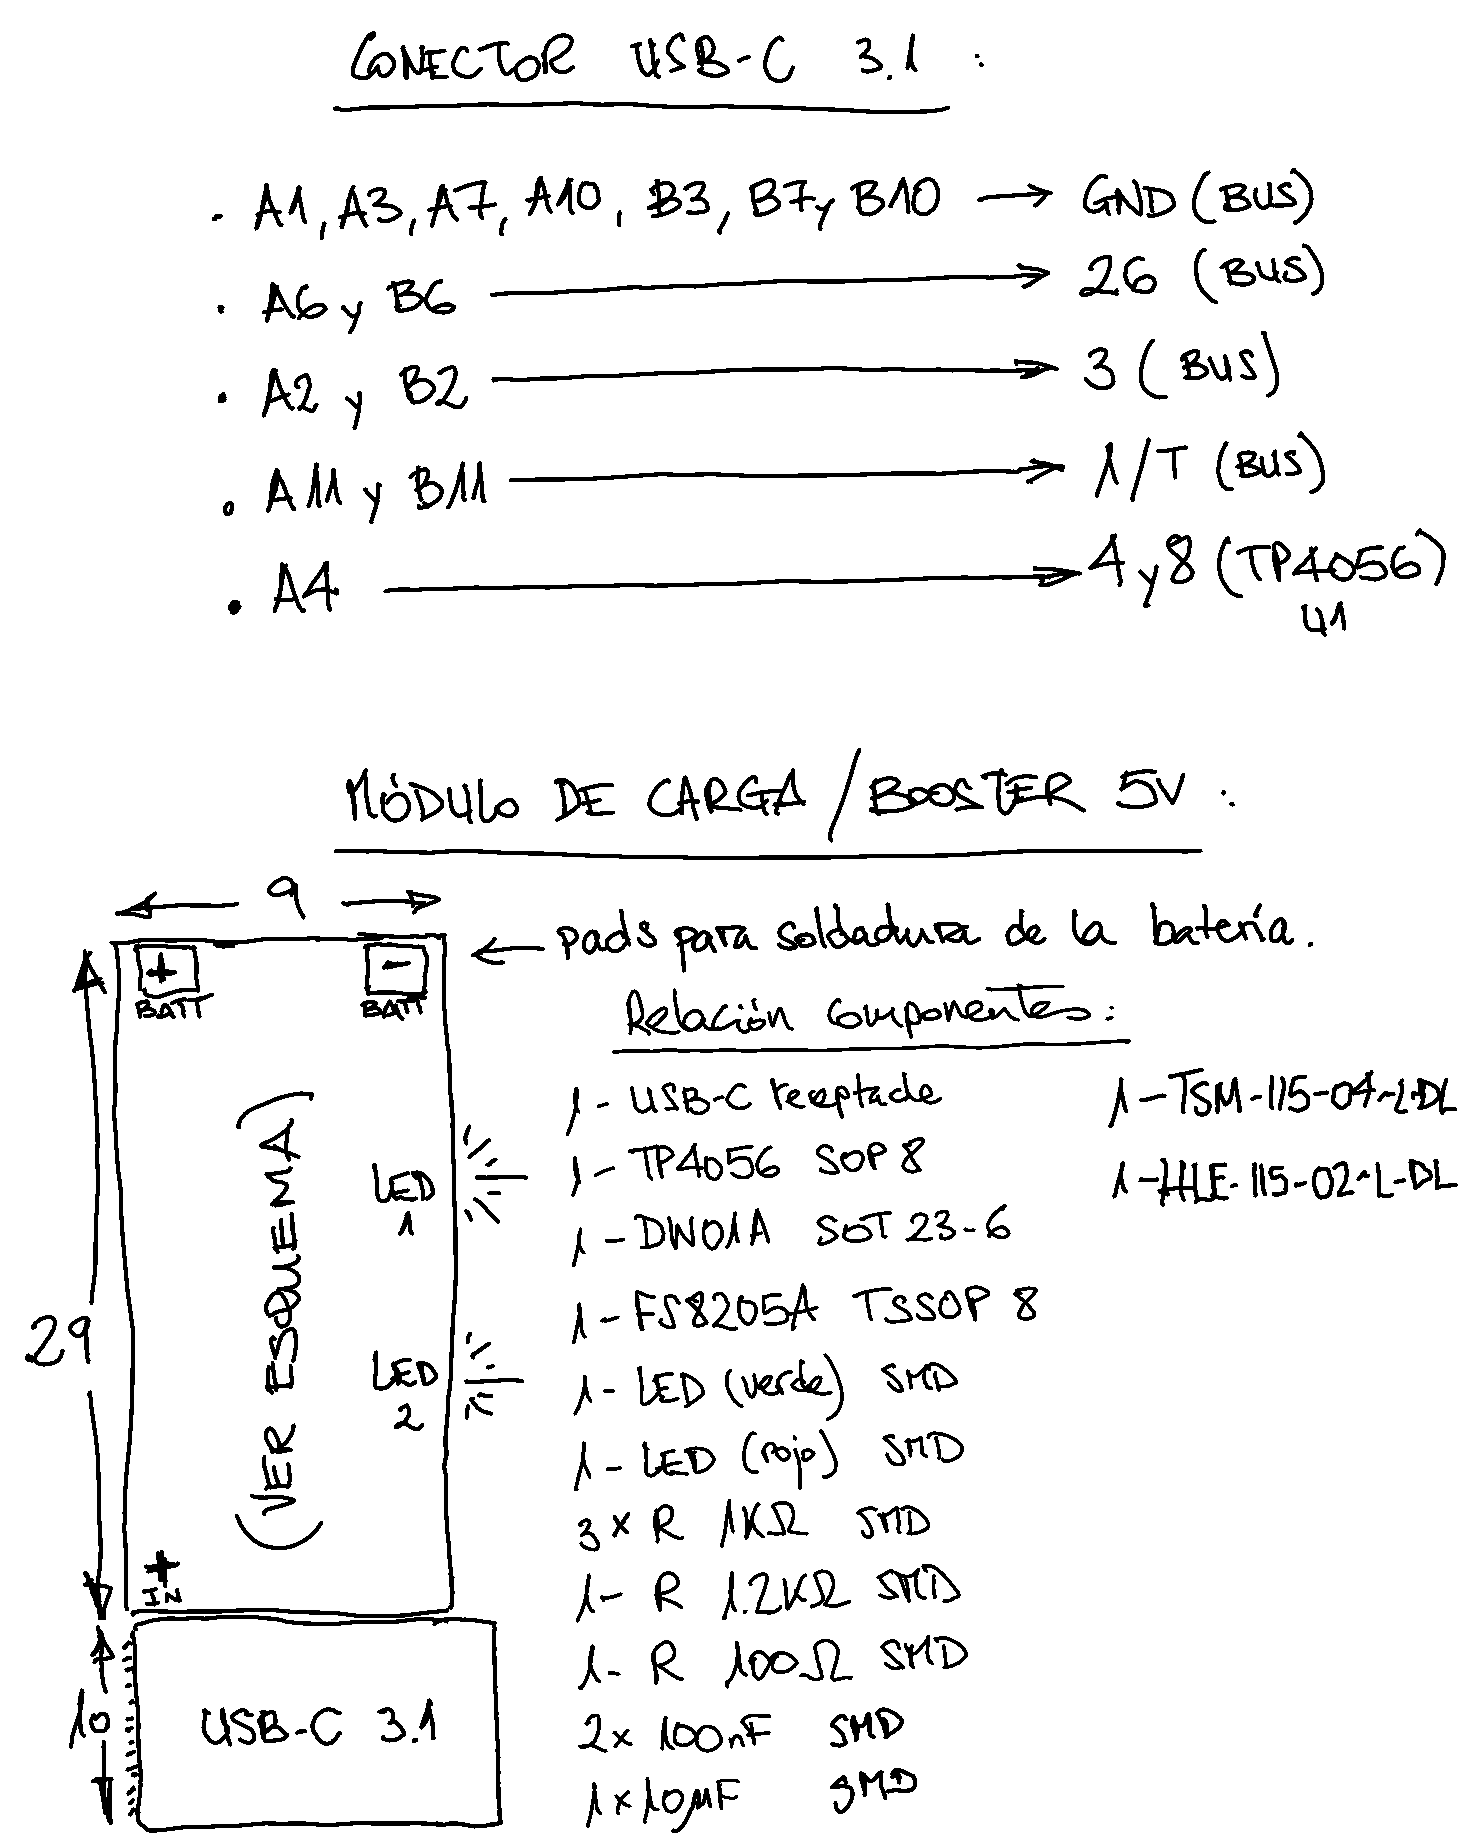 CONECTOR USB-C 3.1 :
· A1, A3, A7, A10, B3, B7 y B10 → GND (BUS)
· A6 y B6 → 26 (BUS)
· A2 y B2 → 3 (BUS)
· A11 y B11 → 1/T (BUS)
· A4 → 4 y 8 (TP4056)
U1
MÓDULO DE CARGA / BOOSTER 5V :
9
+ -
BATT BATT
← pads para soldadura de la batería.
Relación componentes:
1 - USB-C receptacle
1 - TP4056 SOP 8
1 - DW01A SOT 23-6
1 - FS8205A TSSOP 8
1 - LED (verde) SMD
1 - LED (rojo) SMD
3 x R 1KΩ SMD
1 - R 1.2KΩ SMD
1 - R 100Ω SMD
2 x 100nF SMD
1 x 10µF SMD
1 - TSM-115-04-L-DL
1 - HLE-115-02-L-DL
LED
1
LED
2
(VER ESQUEMA)
29
+
IN
10
USB-C 3.1